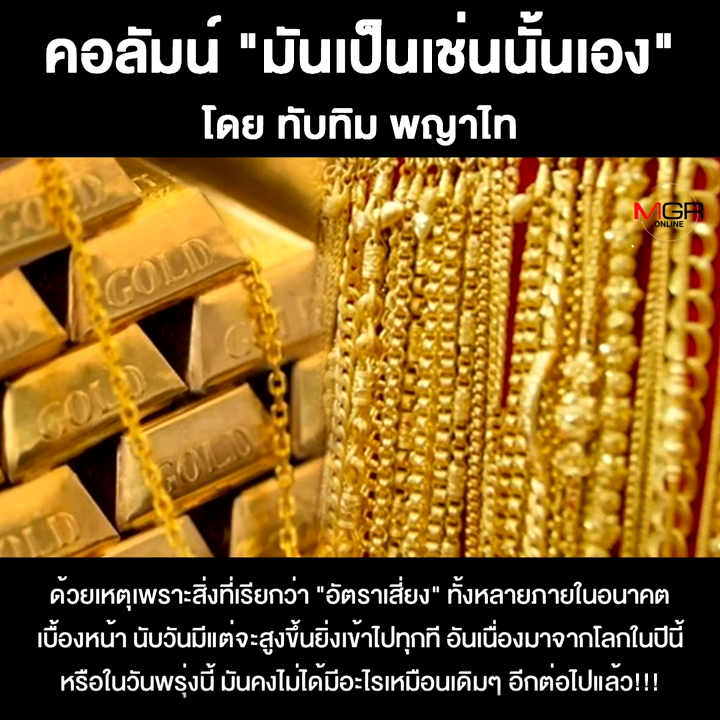 คอลัมน์ "มันเป็นเช่นนั้นเอง"
โดย ทับทิม พญาไท
MGR
ONLINE
GOLD
GOLD
GOLD
GOLD
GOLD
GOLD
GOLD
ด้วยเหตุเพราะสิ่งที่เรียกว่า "อัตราเสี่ยง" ทั้งหลายภายในอนาคต
เบื้องหน้า นับวันมีแต่จะสูงขึ้นยิ่งเข้าไปทุกที อันเนื่องมาจากโลกในปีนี้
หรือในวันพรุ่งนี้ มันคงไม่ได้มีอะไรเหมือนเดิมๆ อีกต่อไปแล้ว!!!